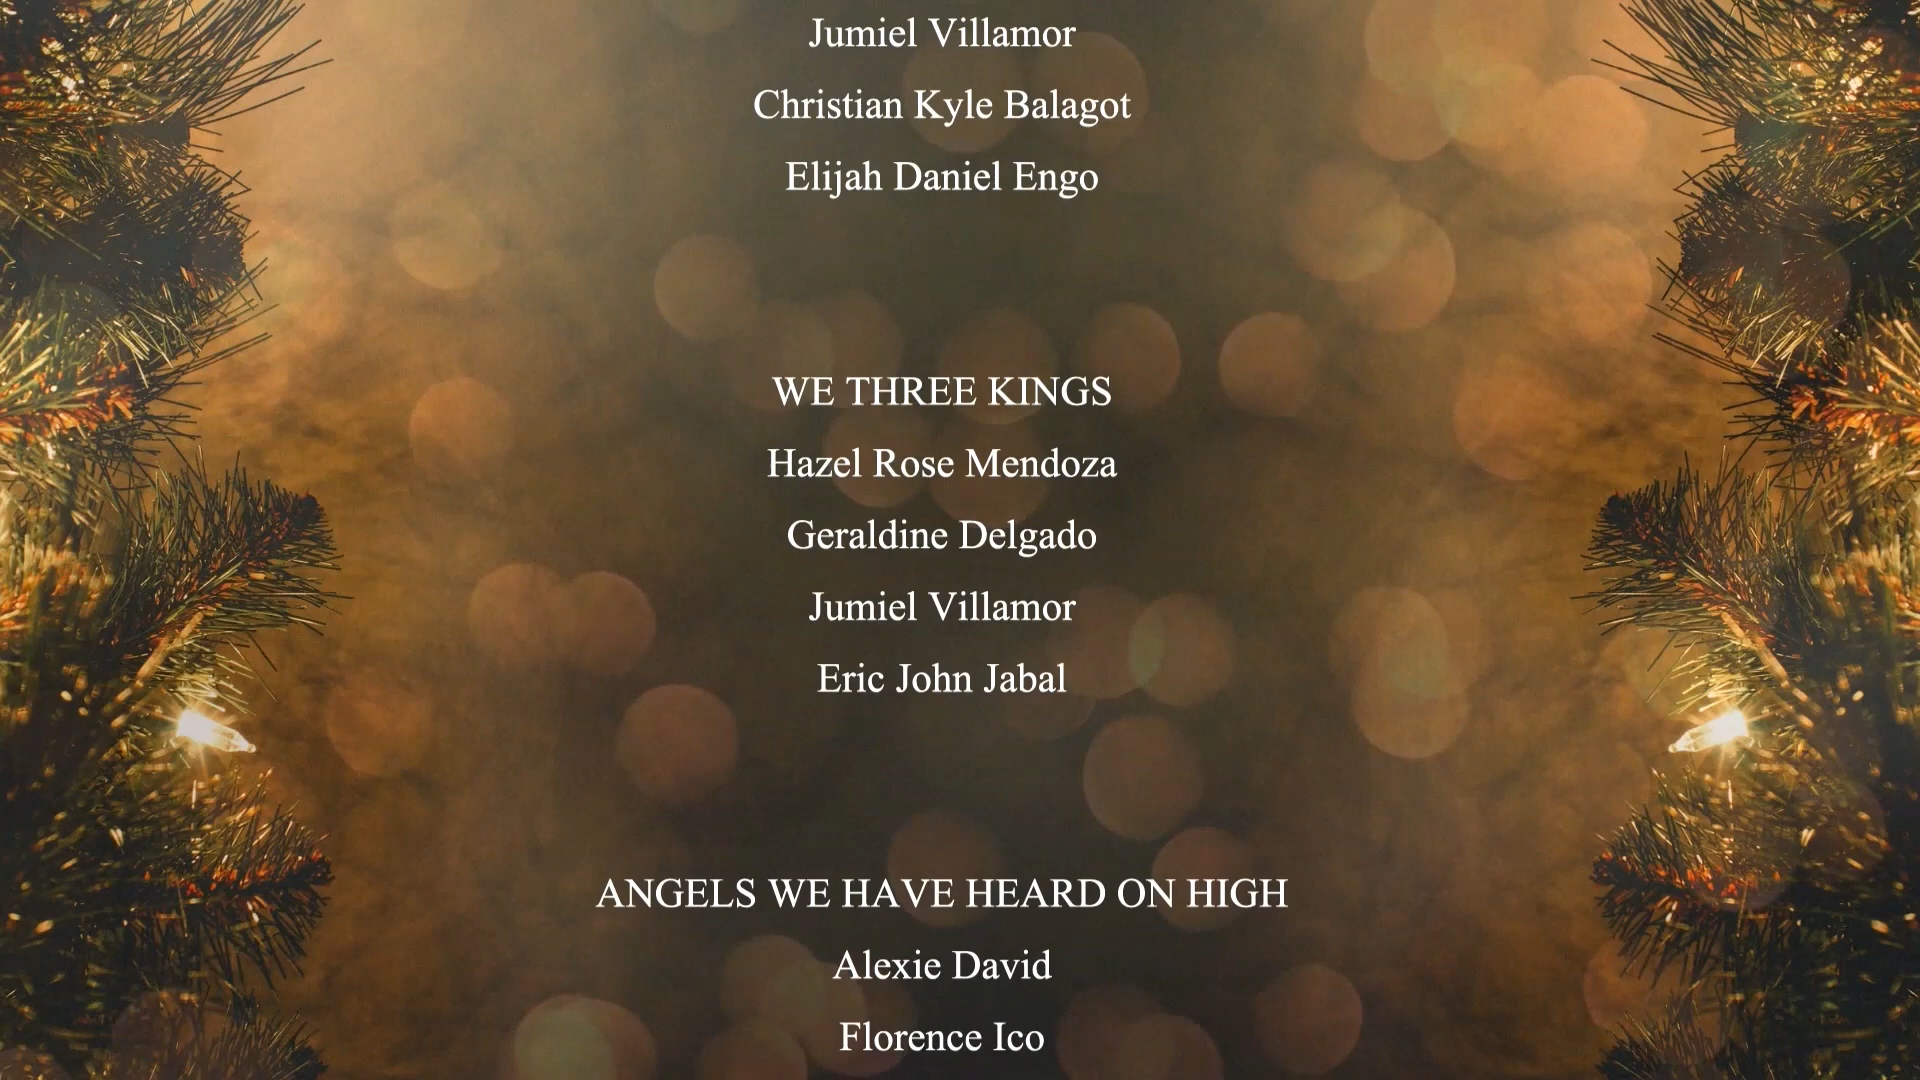 Jumiel Villamor
Christian Kyle Balagot
Elijah Daniel Engo
WE THREE KINGS
Hazel Rose Mendoza
Geraldine Delgado
Jumiel Villamor
Eric John Jabal
ANGELS WE HAVE HEARD ON HIGH
Alexie David
Florence Ico